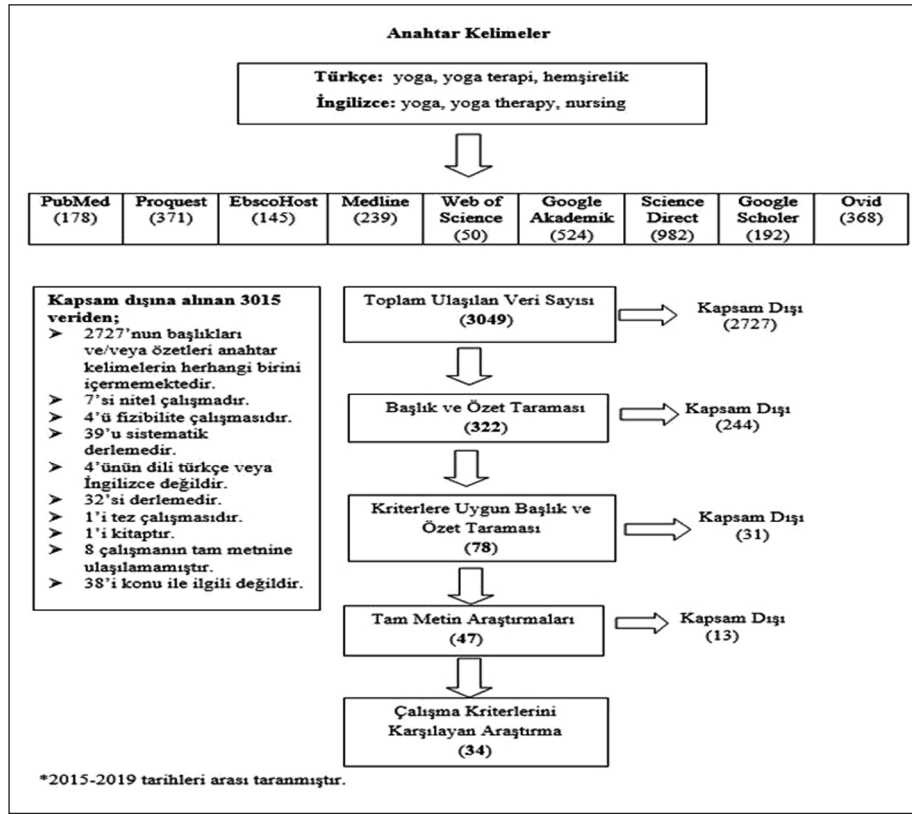 Anahtar Kelimeler
Türkçe: yoga, yoga terapi, hemşirelik
İngilizce: yoga, yoga therapy, nursing
PubMed
(178)
Proquest
(371)
EbscoHost
(145)
Medline
(239)
Web of
Science
(50)
Google
Akademik
(524)
Science
Direct
(982)
Google
Scholer
(192)
Ovid
(368)
Kapsam dışına alınan 3015
veriden;
➤ 2727'nun başlıkları
ve/veya özetleri anahtar
kelimelerin herhangi birini
içermemektedir.
➤ 7'si nitel çalışmadır.
➤ 4'ü fizibilite çalışmasıdır.
➤ 39'u sistematik
derlemedir.
➤ 4'ünün dili türkçe veya
İngilizce değildir.
➤ 32'si derlemedir.
➤ 1'i tez çalışmasıdır.
➤ 1'i kitaptır.
➤ 8 çalışmanın tam metnine
ulaşılamamıştır.
➤ 38'i konu ile ilgili değildir.
Toplam Ulaşılan Veri Sayısı
(3049)
Kapsam Dışı
(2727)
Başlık ve Özet Taraması
(322)
Kapsam Dışı
(244)
Kriterlere Uygun Başlık ve
Özet Taraması
(78)
Kapsam Dışı
(31)
Tam Metin Araştırmaları
(47)
Kapsam Dışı
(13)
Çalışma Kriterlerini
Karşılayan Araştırma
(34)
*2015-2019 tarihleri arası taranmıştır.